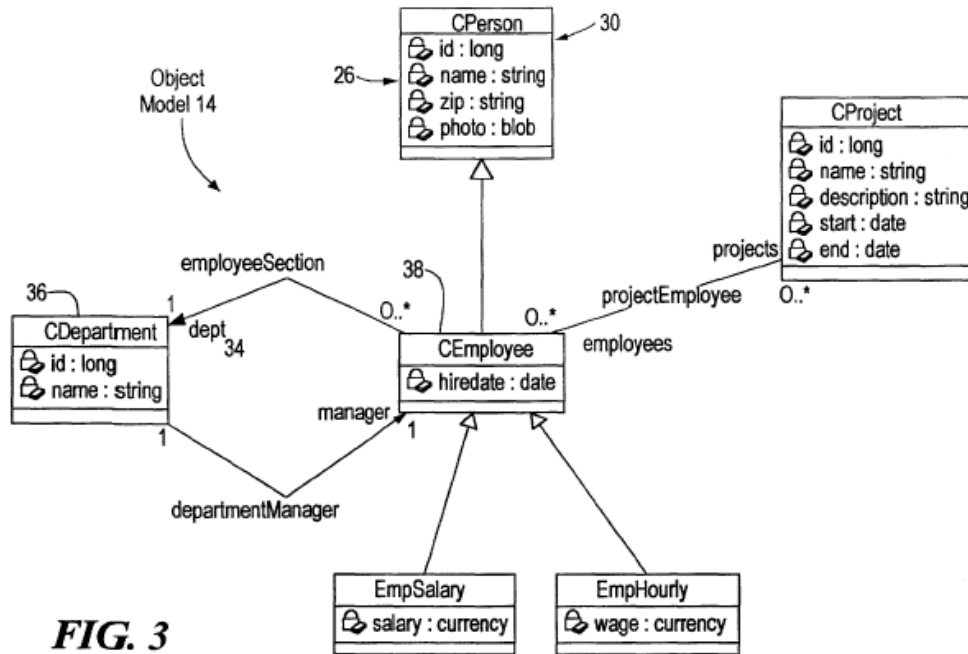 CPerson
id : long
name : string
zip : string
photo : blob
30
26
Object
Model 14
CProject
id : long
name : string
description : string
start : date
end : date
projects
0..*
projectEmployee
employeeSection
38
36
1
dept
34
0..*
0..*
employees
CDepartment
id : long
name : string
CEmployee
hiredate : date
manager
1
1
departmentManager
EmpSalary
salary : currency
EmpHourly
wage : currency
FIG. 3